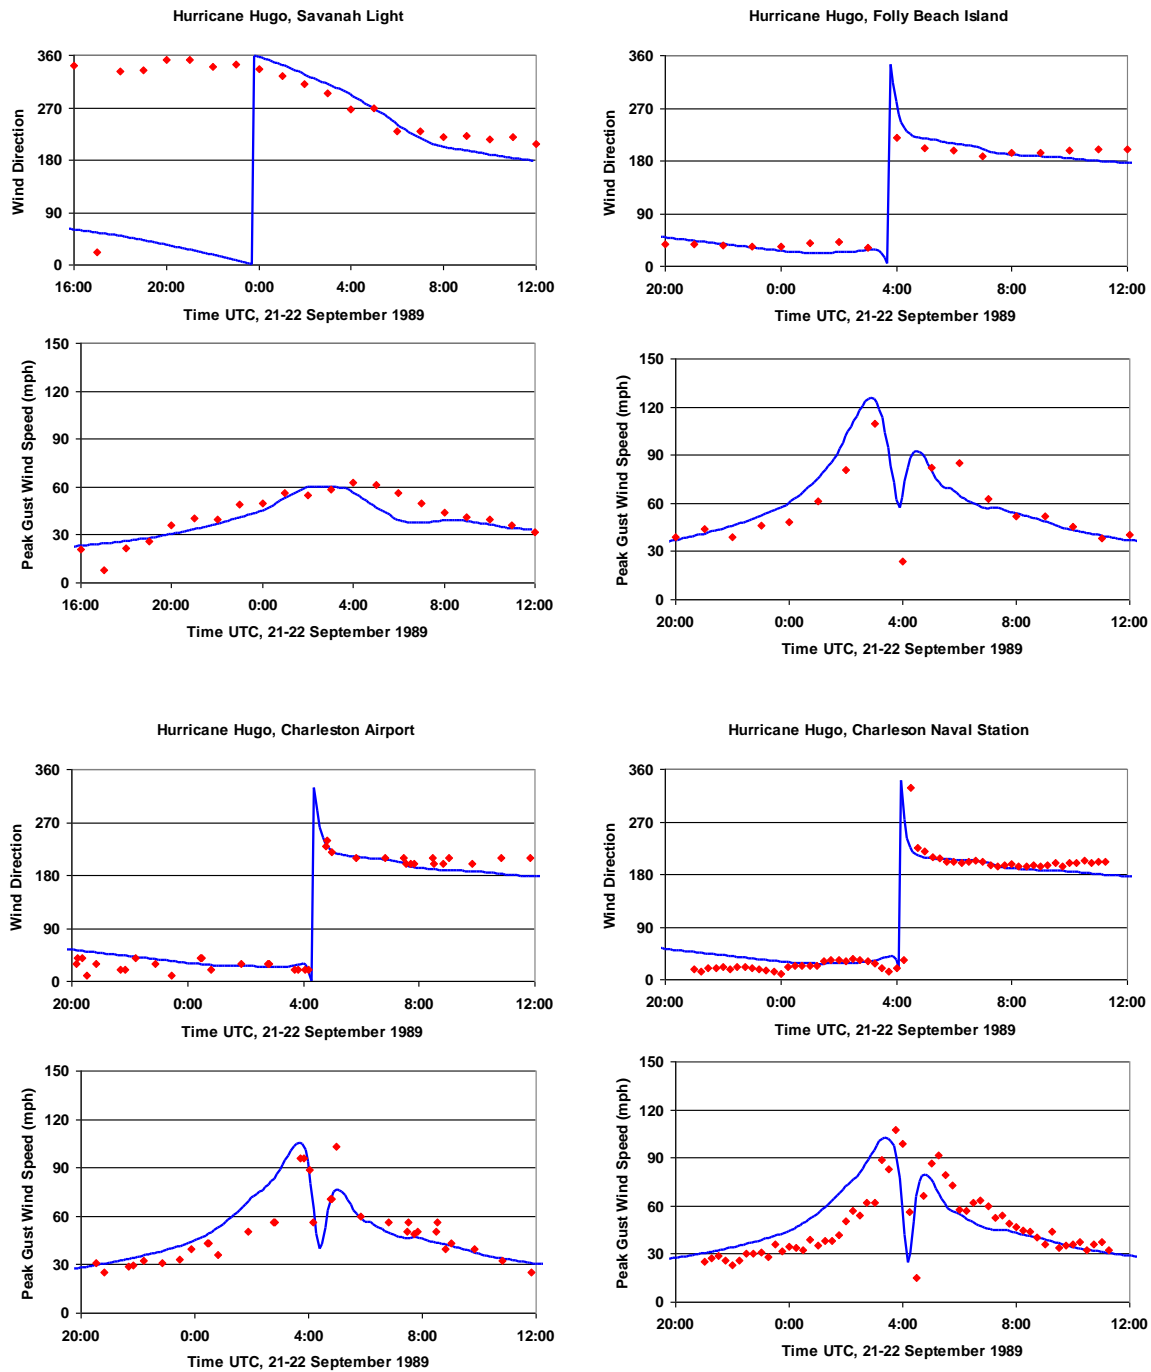 Hurricane Hugo, Savanah Light
360
270
180
90
0
Wind Direction
16:00 20:00 0:00 4:00 8:00 12:00
Time UTC, 21-22 September 1989
150
120
90
60
30
0
Peak Gust Wind Speed (mph)
16:00 20:00 0:00 4:00 8:00 12:00
Time UTC, 21-22 September 1989
Hurricane Hugo, Folly Beach Island
360
270
180
90
0
Wind Direction
20:00 0:00 4:00 8:00 12:00
Time UTC, 21-22 September 1989
150
120
90
60
30
0
Peak Gust Wind Speed (mph)
20:00 0:00 4:00 8:00 12:00
Time UTC, 21-22 September 1989
Hurricane Hugo, Charleston Airport
360
270
180
90
0
Wind Direction
20:00 0:00 4:00 8:00 12:00
Time UTC, 21-22 September 1989
150
120
90
60
30
0
Peak Gust Wind Speed (mph)
20:00 0:00 4:00 8:00 12:00
Time UTC, 21-22 September 1989
Hurricane Hugo, Charleson Naval Station
360
270
180
90
0
Wind Direction
20:00 0:00 4:00 8:00 12:00
Time UTC, 21-22 September 1989
150
120
90
60
30
0
Peak Gust Wind Speed (mph)
20:00 0:00 4:00 8:00 12:00
Time UTC, 21-22 September 1989